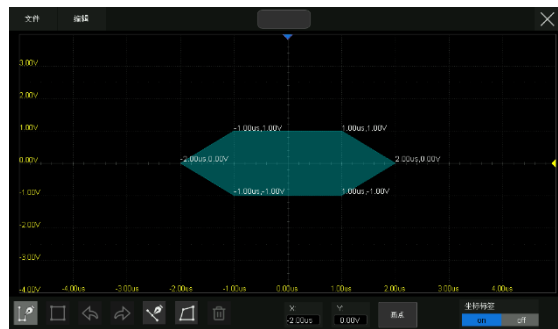 文件 编辑
3.00V
2.00V
1.00V
-1.00us,1.00V 1.00us,1.00V
0.00V
-2.00us,0.00V 2.00us,0.00V
-1.00V
-1.00us,-1.00V 1.00us,-1.00V
-2.00V
-3.00V
-4.00V -4.00us -3.00us -2.00us -1.00us 0.00us 1.00us 2.00us 3.00us 4.00us
X Y 原点 坐标标签
-2.00us 0.00V on off